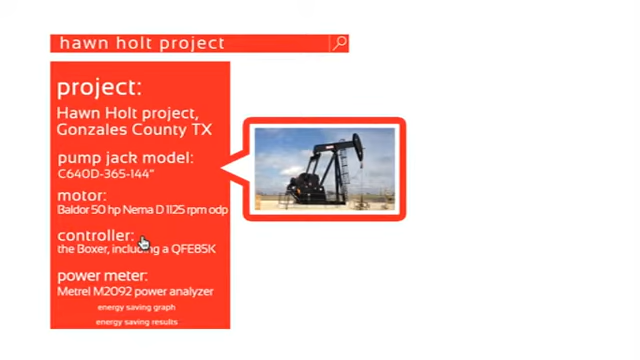 hawn holt project
project:
Hawn Holt project,
Gonzales County TX
pump jack model:
C640D-365-144"
motor:
Baldor 50 hp Nema D 1125 rpm odp
controller:
the Boxer, including a QFE85K
power meter:
Metrel M2092 power analyzer
energy saving graph
energy saving results